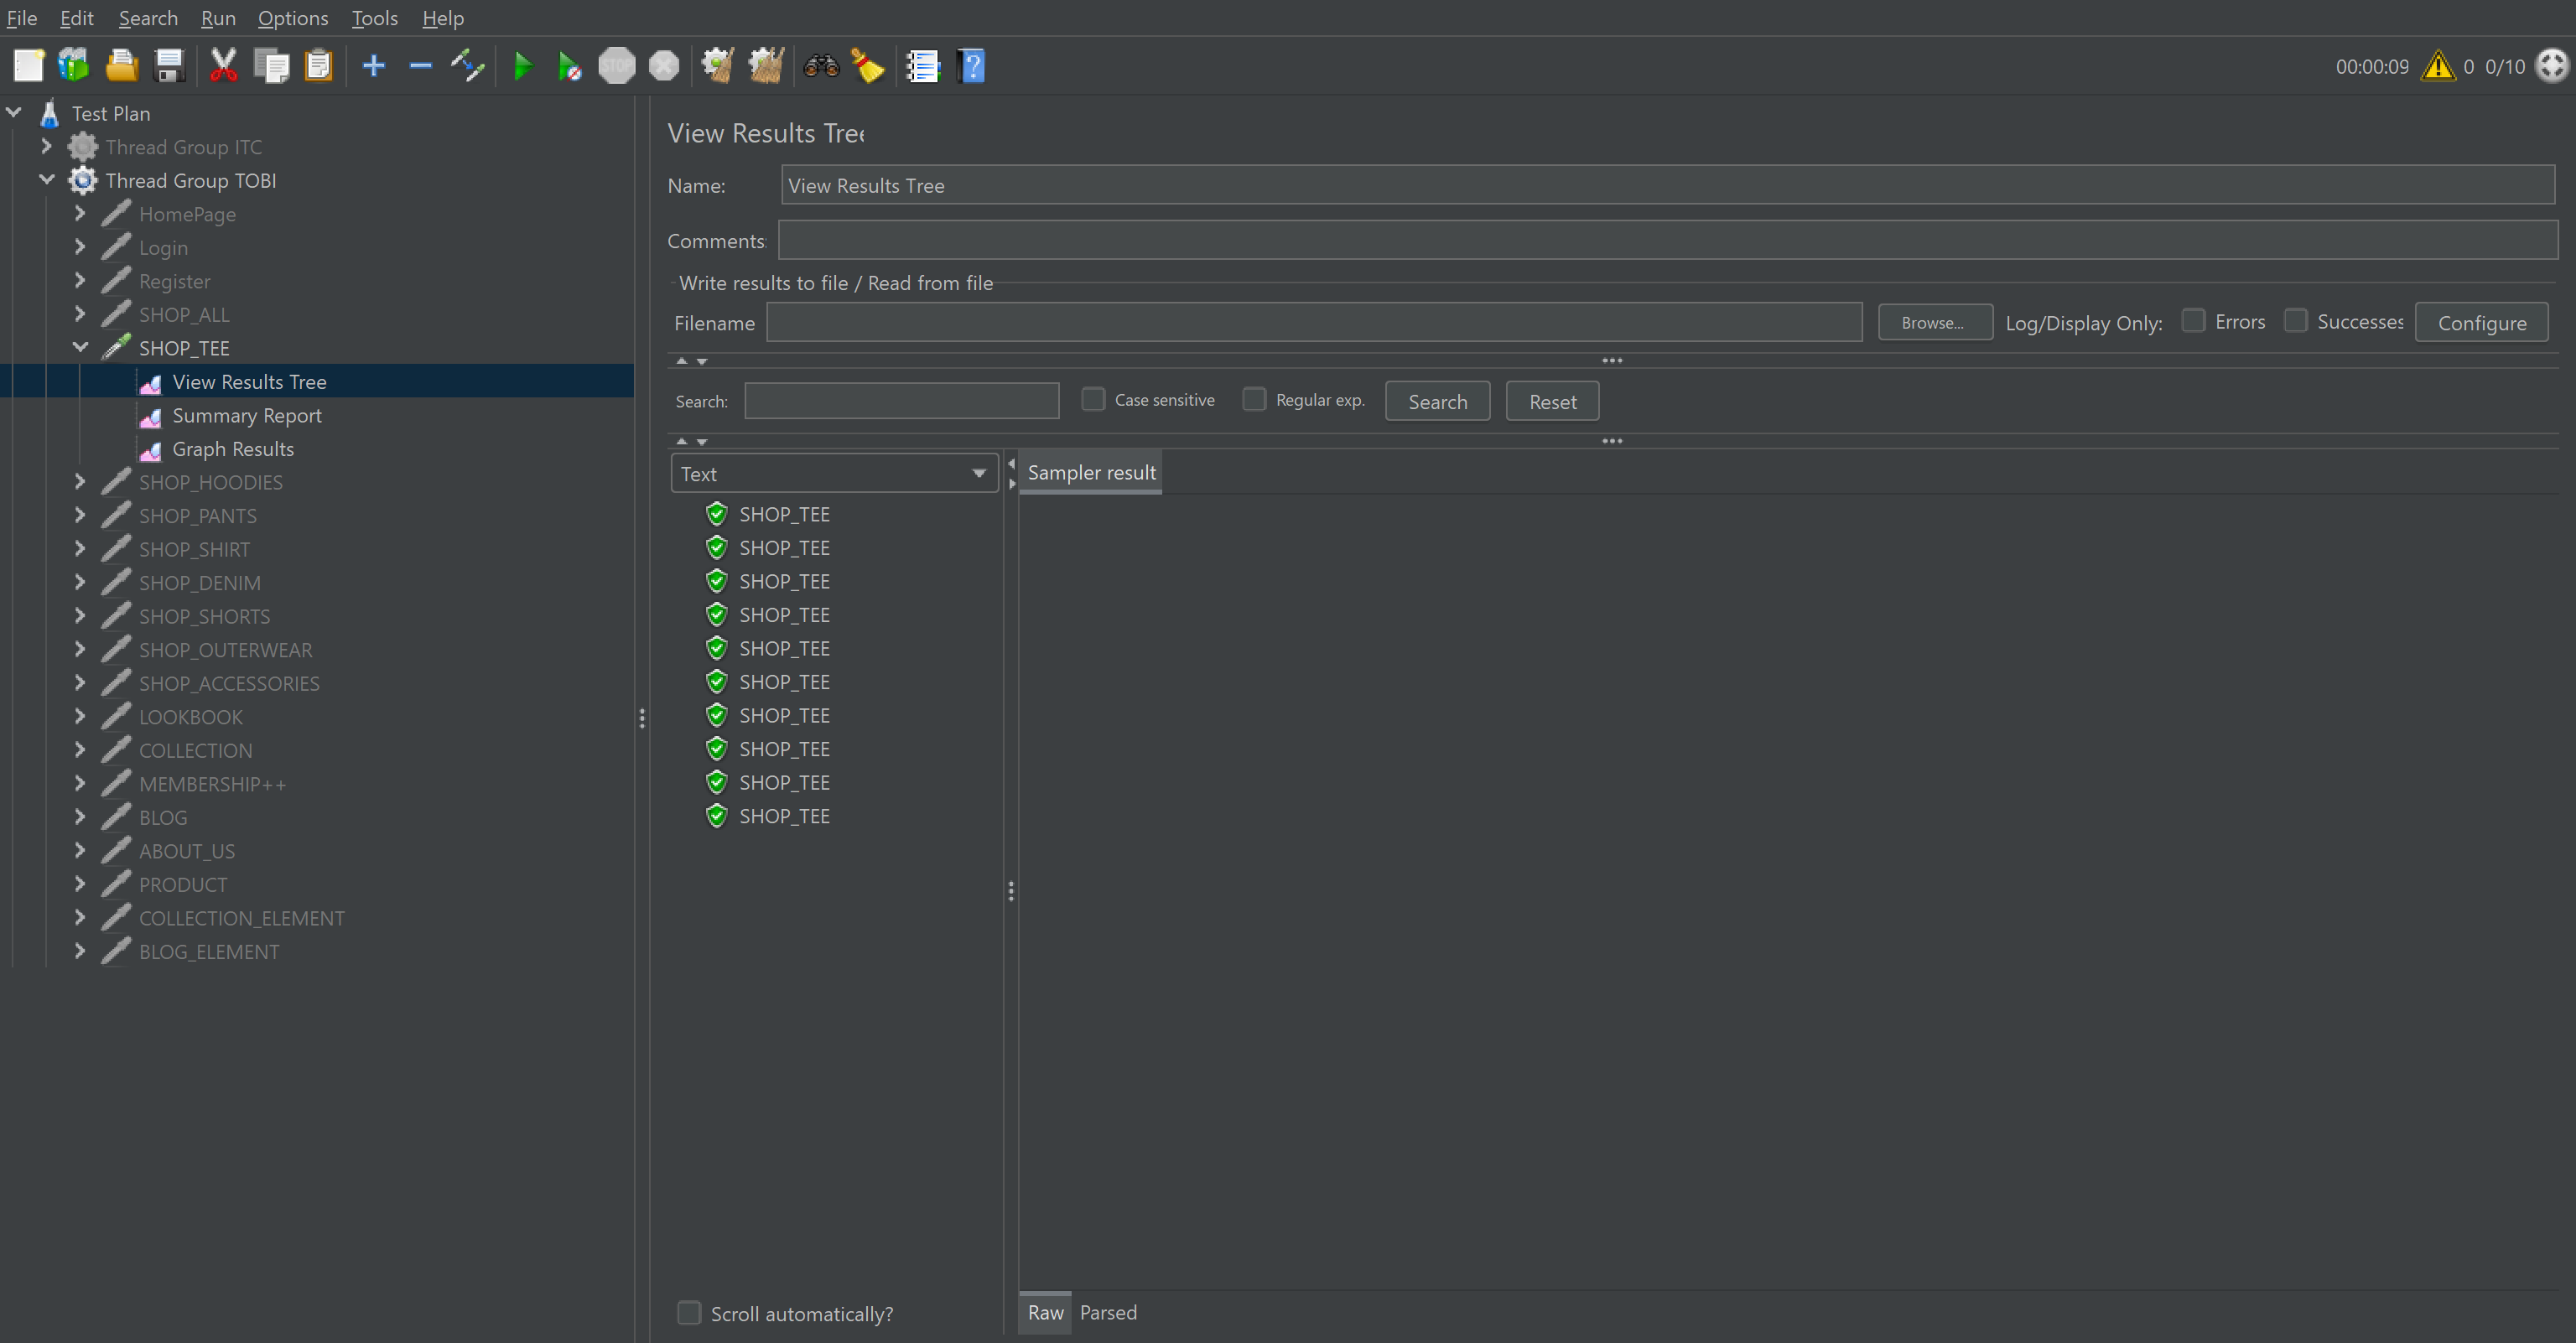 File Edit Search Run Options Tools Help
STOP
00:00:09 0 0/10
Test Plan
Thread Group ITC
Thread Group TOBI
HomePage
Login
Register
SHOP_ALL
SHOP_TEE
View Results Tree
Summary Report
Graph Results
SHOP_HOODIES
SHOP_PANTS
SHOP_SHIRT
SHOP_DENIM
SHOP_SHORTS
SHOP_OUTERWEAR
SHOP_ACCESSORIES
LOOKBOOK
COLLECTION
MEMBERSHIP++
BLOG
ABOUT_US
PRODUCT
COLLECTION_ELEMENT
BLOG_ELEMENT
View Results Tree
Name: View Results Tree
Comments:
Write results to file / Read from file
Filename Browse... Log/Display Only: Errors Successes Configure
Search: Case sensitive Regular exp. Search Reset
Text
Sampler result
SHOP_TEE
SHOP_TEE
SHOP_TEE
SHOP_TEE
SHOP_TEE
SHOP_TEE
SHOP_TEE
SHOP_TEE
SHOP_TEE
SHOP_TEE
Scroll automatically?
Raw Parsed